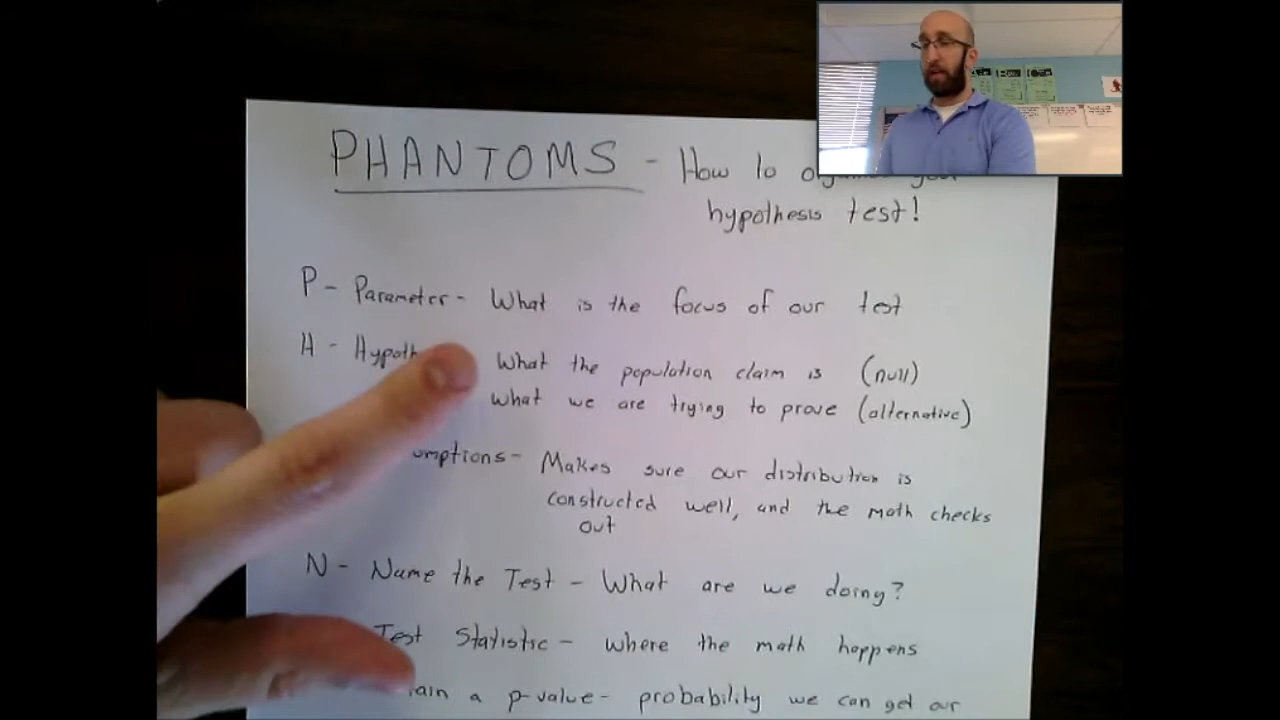 PHANTOMS - How to
hypothesis test!
P - Parameter - What is the focus of our test
H - What the population claim is (null)
what we are trying to prove (alternative)
Makes sure our distribution is
constructed well, and the math checks
out
N - Name the Test - What are we doing?
Test Statistic - where the math happens
a p-value - probability we can get our